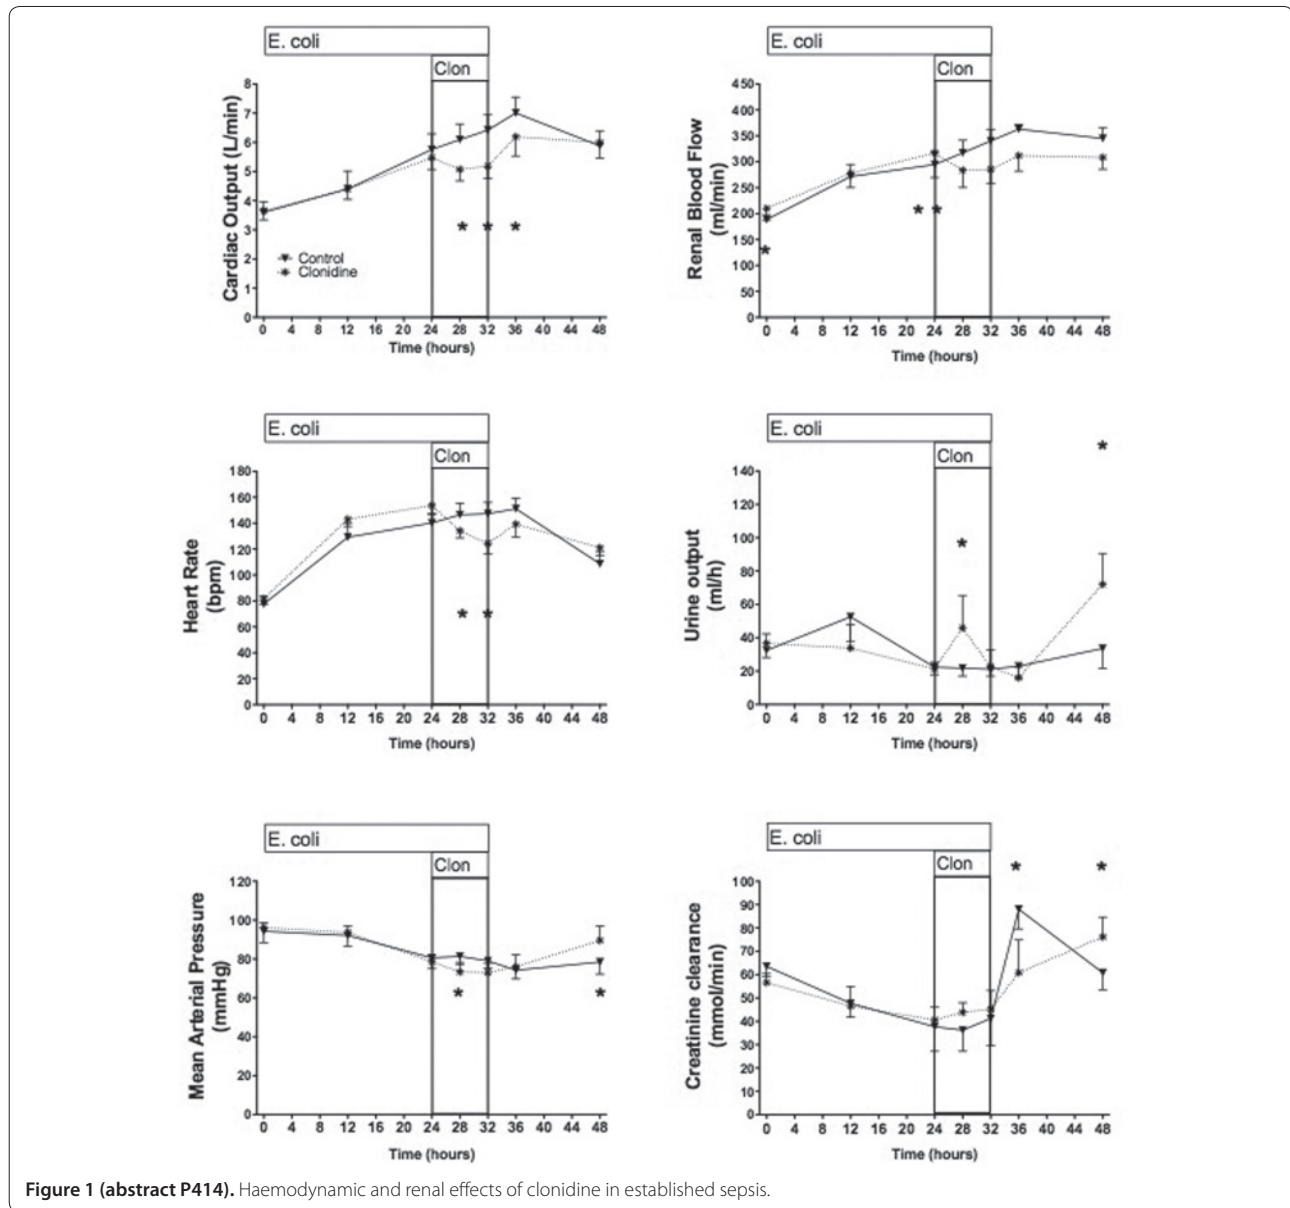 E. coli
Clon
8
7
6
5
4
3
2
1
0
Cardiac Output (L/min)
* * *
Control
Clonidine
0 4 8 12 16 20 24 28 32 36 40 44 48
Time (hours)
E. coli
Clon
450
400
350
300
250
200
150
100
50
0
Renal Blood Flow
(ml/min)
* * *
0 4 8 12 16 20 24 28 32 36 40 44 48
Time (hours)
E. coli
Clon
180
160
140
120
100
80
60
40
20
0
Heart Rate
(bpm)
* *
0 4 8 12 16 20 24 28 32 36 40 44 48
Time (hours)
E. coli
Clon
140
120
100
80
60
40
20
0
Urine output
(ml/h)
* *
0 4 8 12 16 20 24 28 32 36 40 44 48
Time (hours)
E. coli
Clon
120
100
80
60
40
20
0
Mean Arterial Pressure
(mmHg)
* *
0 4 8 12 16 20 24 28 32 36 40 44 48
Time (hours)
E. coli
Clon
100
90
80
70
60
50
40
30
20
10
0
Creatinine clearance
(mmol/min)
* *
0 4 8 12 16 20 24 28 32 36 40 44 48
Time (hours)
Figure 1 (abstract P414). Haemodynamic and renal effects of clonidine in established sepsis.